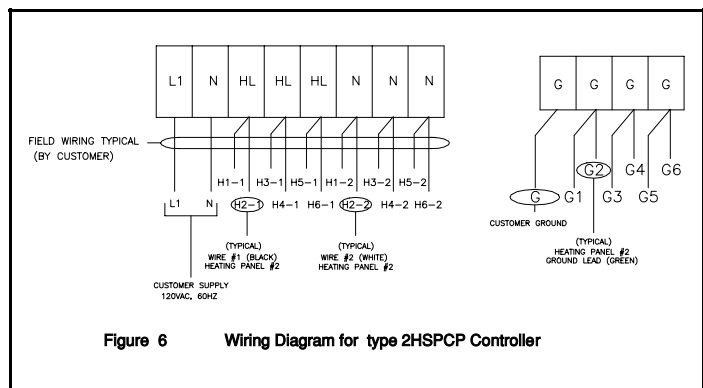 L1 N HL HL HL N N N
G G G G
FIELD WIRING TYPICAL
(BY CUSTOMER)
H1-1 H3-1 H5-1 H1-2 H3-2 H5-2
L1 N H2-1 H4-1 H6-1 H2-2 H4-2 H6-2
G2 G4 G6
G G1 G3 G5
CUSTOMER GROUND
(TYPICAL)
WIRE #1 (BLACK)
HEATING PANEL #2
(TYPICAL)
WIRE #2 (WHITE)
HEATING PANEL #2
(TYPICAL)
HEATING PANEL #2
GROUND LEAD (GREEN)
CUSTOMER SUPPLY
120VAC, 60HZ
Figure 6 Wiring Diagram for type 2HSPCP Controller